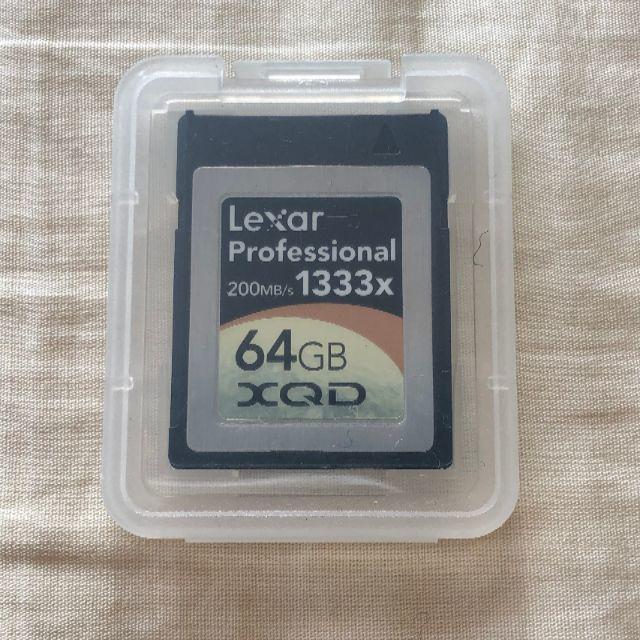 Lexar
Professional
200MB/s 1333x
64GB
XQD